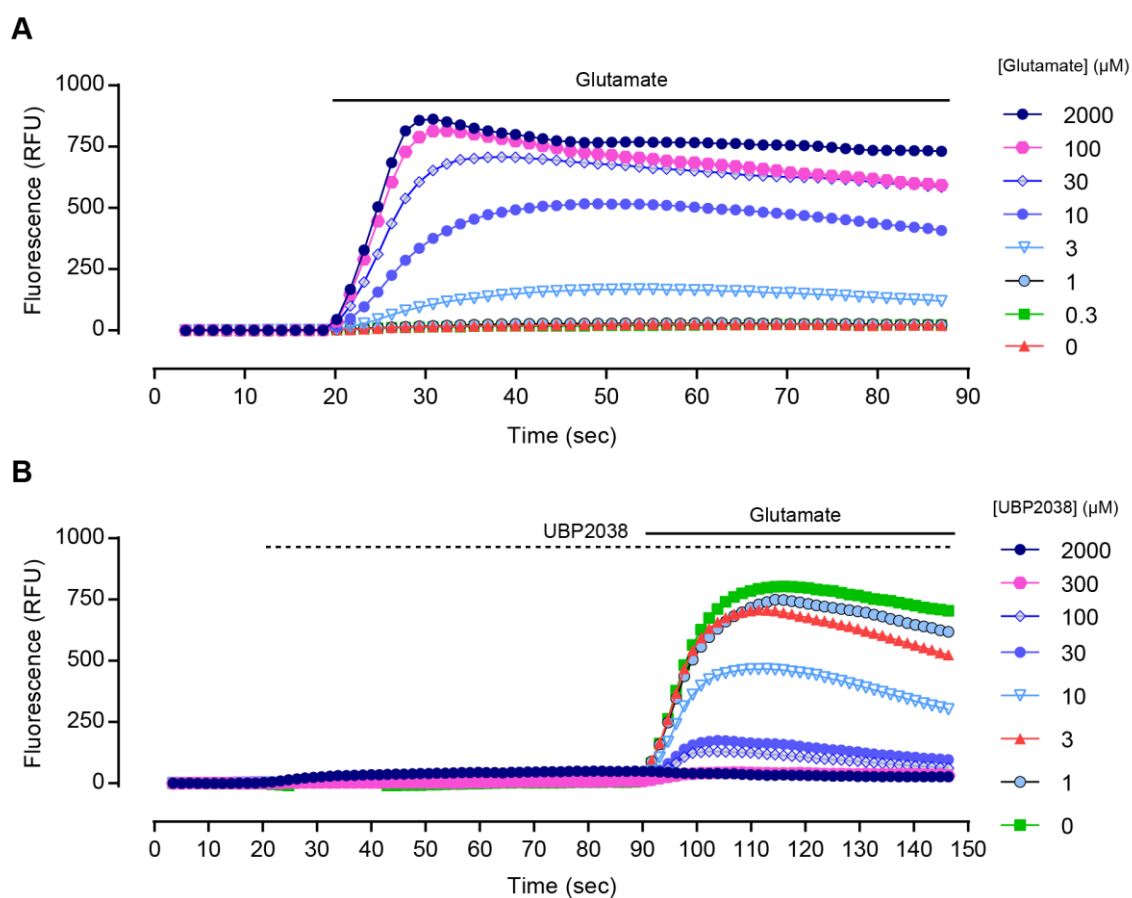 A
Glutamate
[Glutamate] (µM)
1000
750
500
250
0
Fluorescence (RFU)
2000
100
30
10
3
1
0.3
0
0 10 20 30 40 50 60 70 80 90
Time (sec)
B
UBP2038
Glutamate
[UBP2038] (µM)
1000
750
500
250
0
Fluorescence (RFU)
2000
300
100
30
10
3
1
0
0 10 20 30 40 50 60 70 80 90 100 110 120 130 140 150
Time (sec)